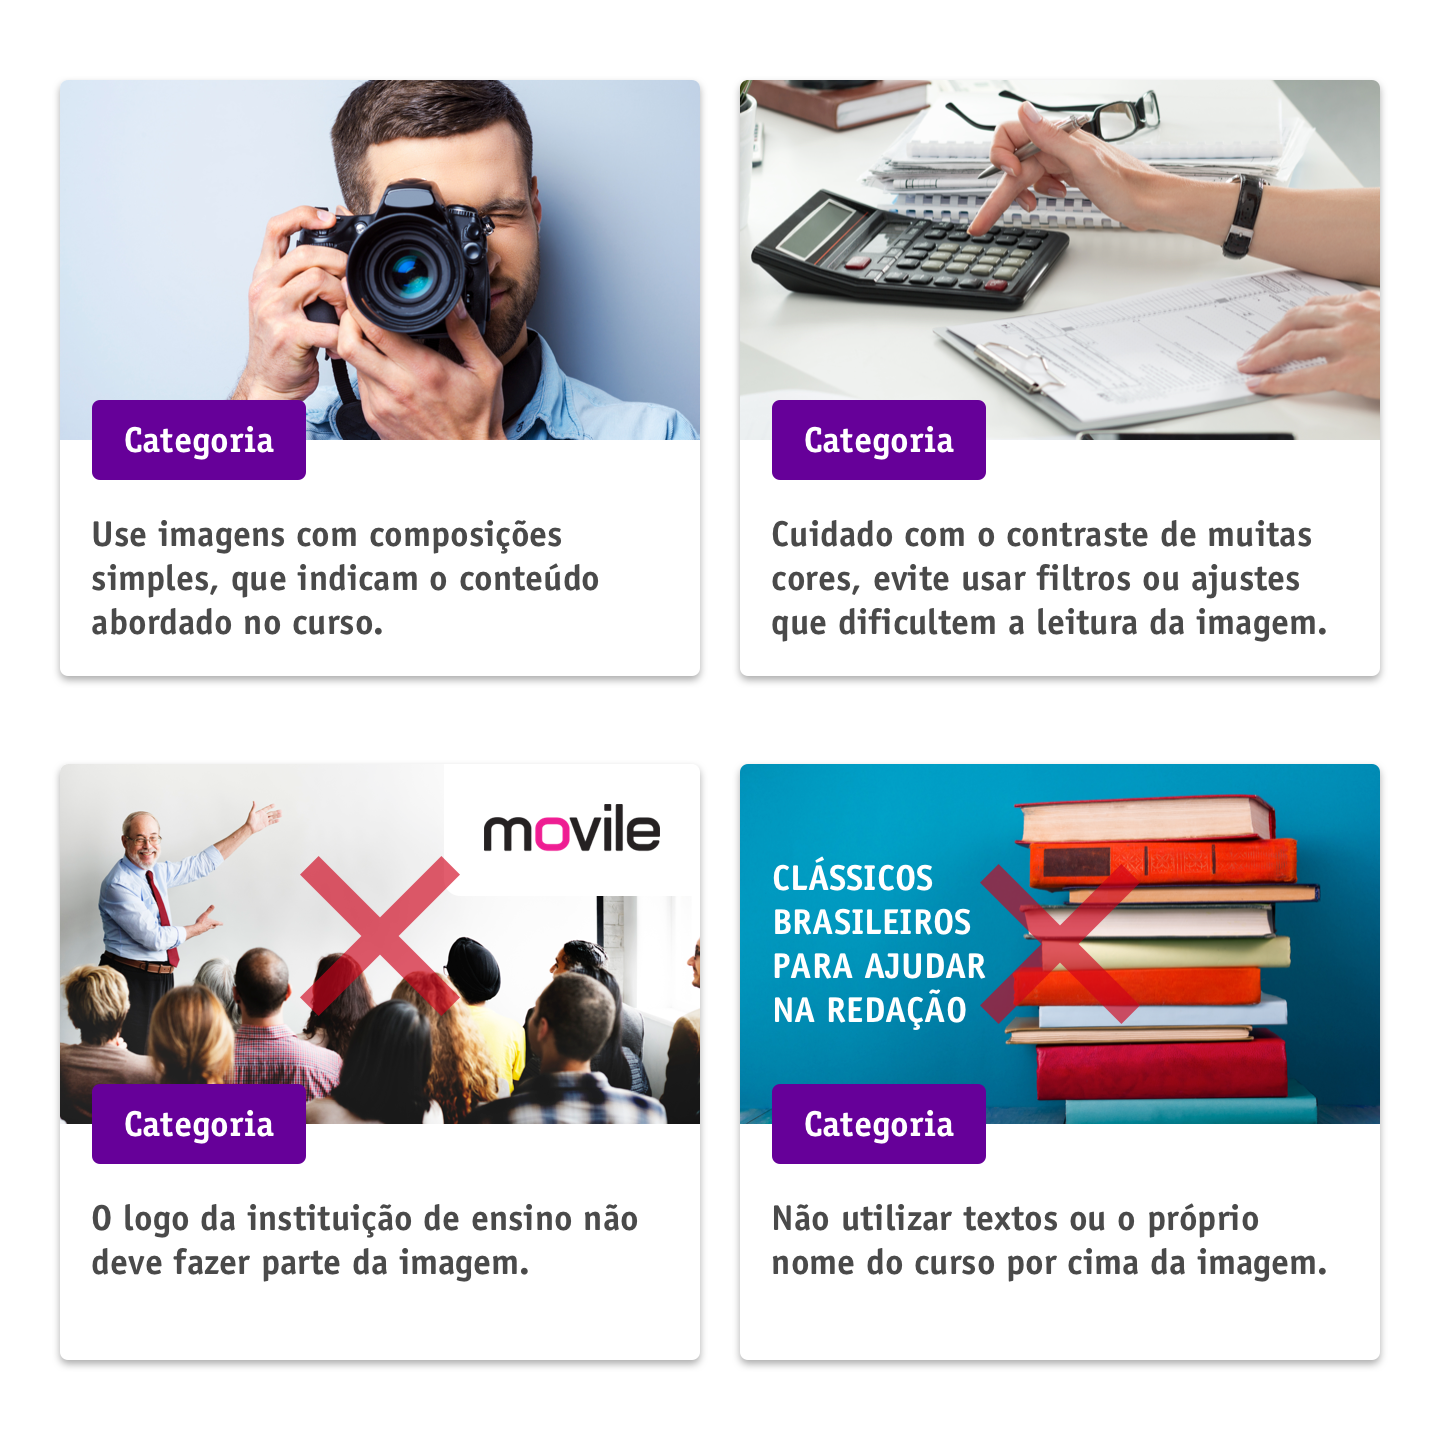 Categoria
Use imagens com composições
simples, que indicam o conteúdo
abordado no curso.
Categoria
Cuidado com o contraste de muitas
cores, evite usar filtros ou ajustes
que dificultem a leitura da imagem.
movile
Categoria
O logo da instituição de ensino não
deve fazer parte da imagem.
CLÁSSICOS
BRASILEIROS
PARA AJUDAR
NA REDAÇÃO
Categoria
Não utilizar textos ou o próprio
nome do curso por cima da imagem.